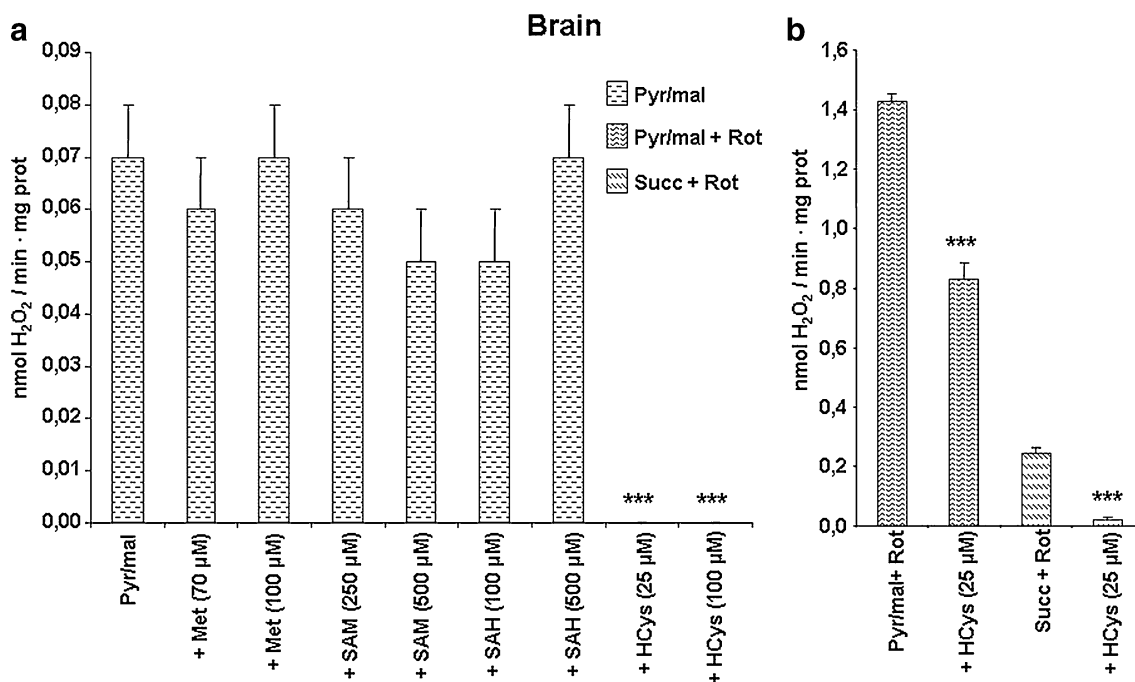 Brain
a
nmol H₂O₂ / min · mg prot
0,09
0,08
0,07
0,06
0,05
0,04
0,03
0,02
0,01
0,00
Pyr/mal
Pyr/mal + Rot
Succ + Rot
***
***
Pyr/mal
+ Met (70 µM)
+ Met (100 µM)
+ SAM (250 µM)
+ SAM (500 µM)
+ SAH (100 µM)
+ SAH (500 µM)
+ HCys (25 µM)
+ HCys (100 µM)
b
nmol H₂O₂ / min · mg prot
1,6
1,4
1,2
1,0
0,8
0,6
0,4
0,2
0,0
***
***
Pyr/mal+ Rot
+ HCys (25 µM)
Succ + Rot
+ HCys (25 µM)